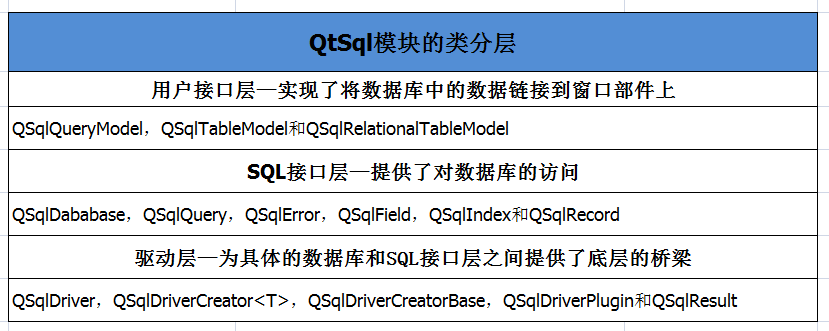 QtSql模块的类分层
用户接口层—实现了将数据库中的数据链接到窗口部件上
QSqlQueryModel，QSqlTableModel和QSqlRelationalTableModel
SQL接口层—提供了对数据库的访问
QSqlDababase，QSqlQuery，QSqlError，QSqlField，QSqlIndex和QSqlRecord
驱动层—为具体的数据库和SQL接口层之间提供了底层的桥梁
QSqlDriver，QSqlDriverCreator<T>，QSqlDriverCreatorBase，QSqlDriverPlugin和QSqlResult